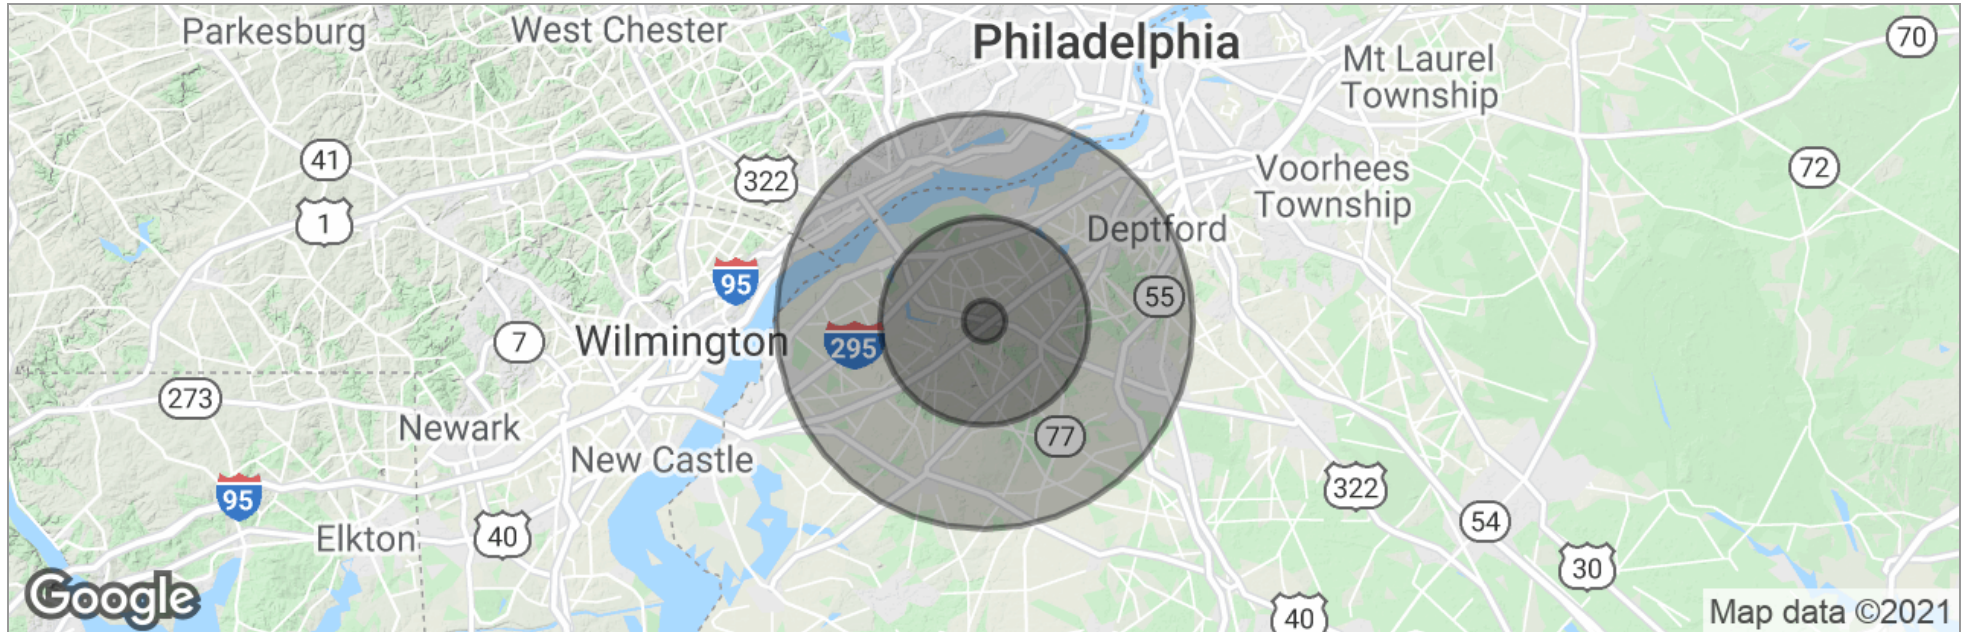 Parkesburg
West Chester
Philadelphia
70
Mt Laurel
Township
41
322
Voorhees
Township
72
1
Deptford
95
55
7
Wilmington
295
273
Newark
77
New Castle
95
322
54
Elkton
40
30
Google
40
Map data ©2021